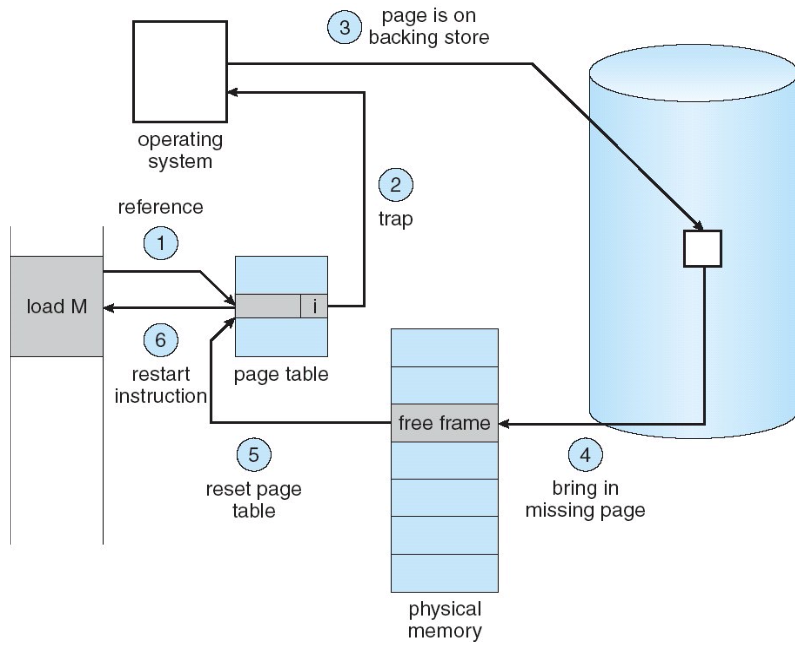 3
page is on
backing store
operating
system
2
trap
reference
1
load M
i
6
restart
instruction
page table
free frame
5
reset page
table
4
bring in
missing page
physical
memory